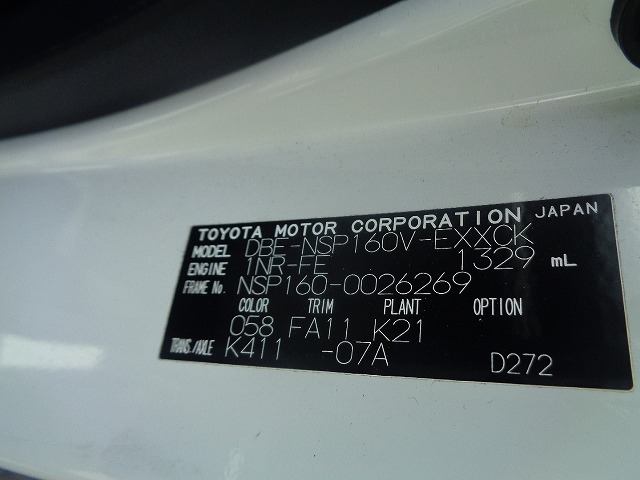 TOYOTA MOTOR CORPORATION JAPAN
MODEL DBE-NSP160V-EXXCK
ENGINE 1NR-FE 1329 mL
FRAME No. NSP160-0026269
COLOR TRIM PLANT OPTION
058 FA11 K21
TRANS./AXLE K411 -07A D272